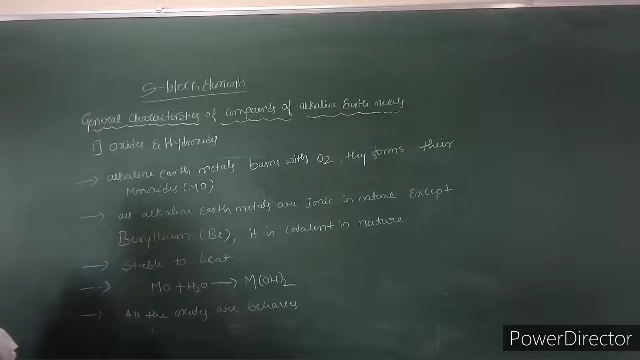 S-block Elements
General Characteristics of compounds of alkaline Earth metals
1] Oxides & Hydroxides
→ alkaline earth metals burns with O2, they forms their
Monoxides (MO)
→ all alkaline Earth metals are Ionic in nature Except
Beryllium (Be), it is covalent in nature
→ Stable to heat
→ MO + H2O → M(OH)2
→ All the oxides are behaves
PowerDirector